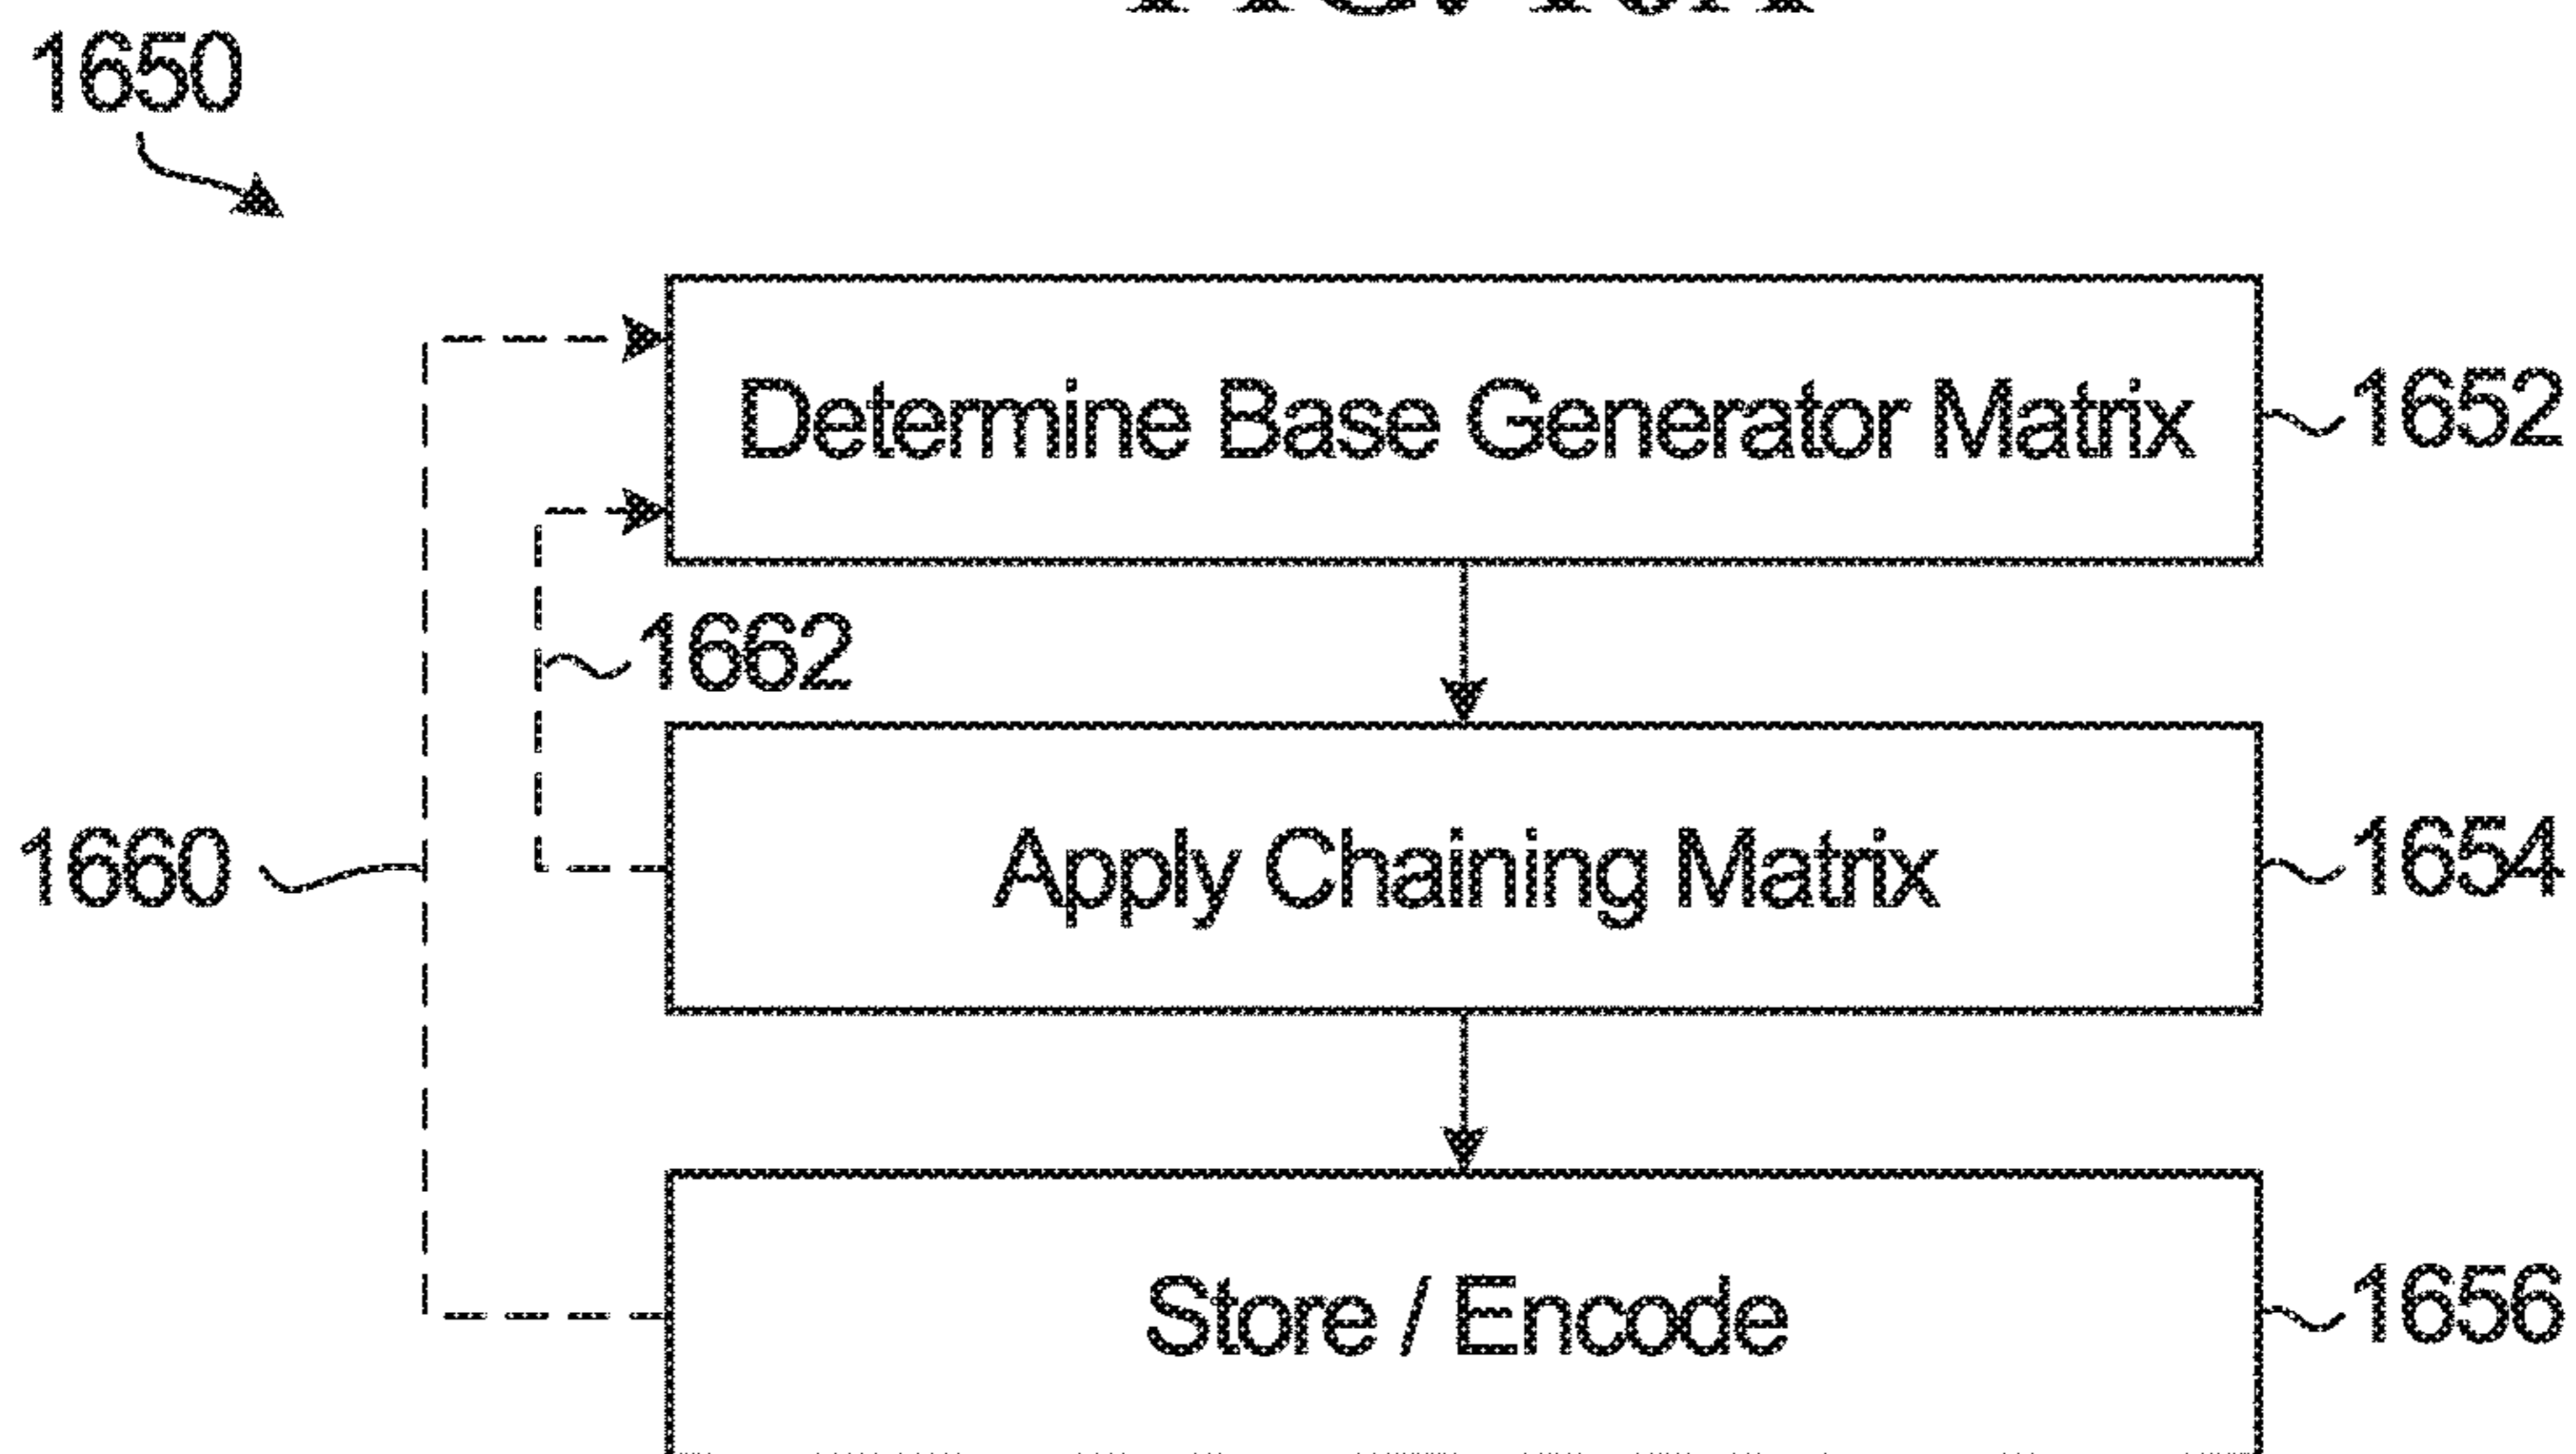 1650
Determine Base Generator Matrix
1652
1662
1660
Apply Chaining Matrix
1654
Store / Encode
1656